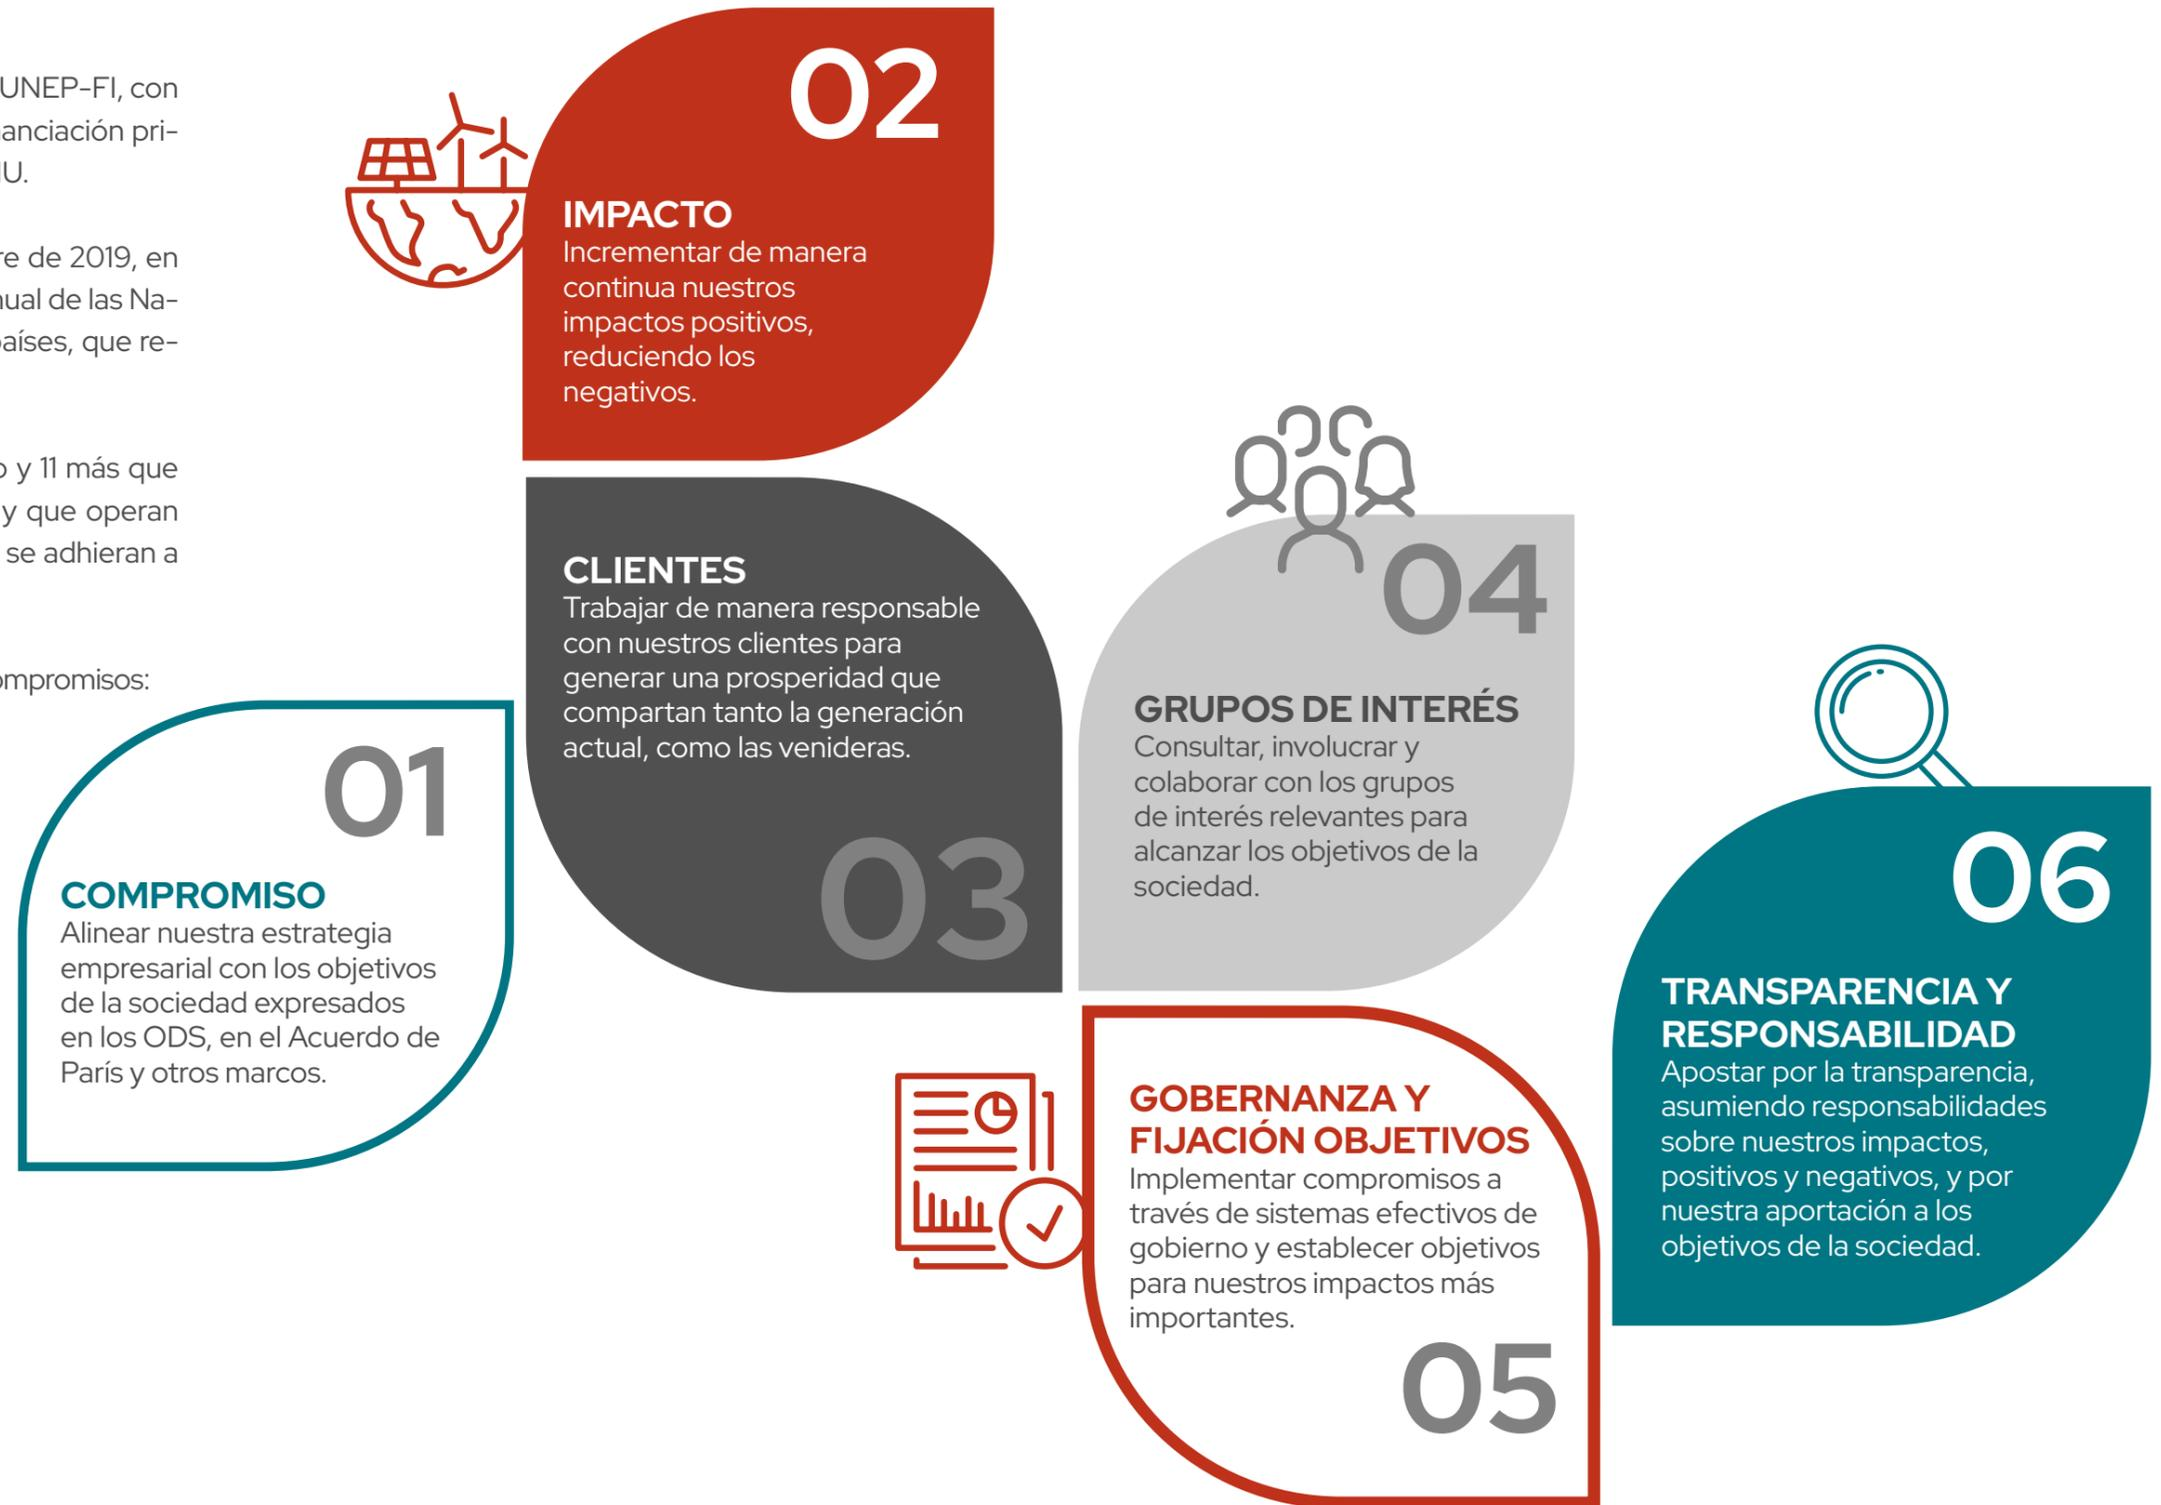 UNEP-FI, con
anciación pri-
U.
re de 2019, en
ual de las Na-
países, que re-
o y 11 más que
y que operan
se adhieran a
ompromisos:
01
COMPROMISO
Alinear nuestra estrategia
empresarial con los objetivos
de la sociedad expresados
en los ODS, en el Acuerdo de
París y otros marcos.
02
IMPACTO
Incrementar de manera
continua nuestros
impactos positivos,
reduciendo los
negativos.
CLIENTES
Trabajar de manera responsable
con nuestros clientes para
generar una prosperidad que
compartan tanto la generación
actual, como las venideras.
03
04
GRUPOS DE INTERÉS
Consultar, involucrar y
colaborar con los grupos
de interés relevantes para
alcanzar los objetivos de la
sociedad.
GOBERNANZA Y
FIJACIÓN OBJETIVOS
Implementar compromisos a
través de sistemas efectivos de
gobierno y establecer objetivos
para nuestros impactos más
importantes.
05
06
TRANSPARENCIA Y
RESPONSABILIDAD
Apostar por la transparencia,
asumiendo responsabilidades
sobre nuestros impactos,
positivos y negativos, y por
nuestra aportación a los
objetivos de la sociedad.